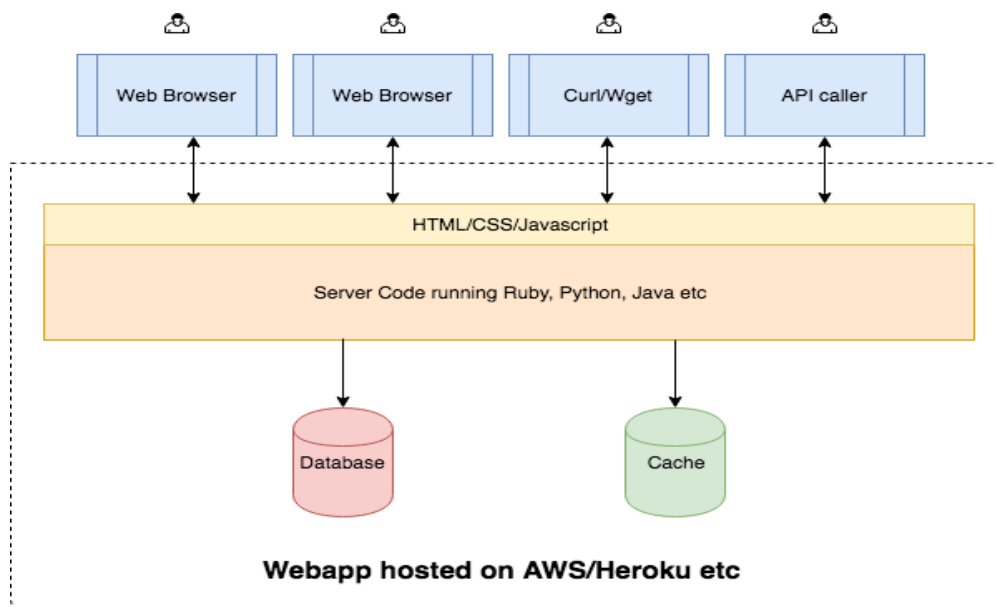 Web Browser
Web Browser
Curl/Wget
API caller
HTML/CSS/Javascript
Server Code running Ruby, Python, Java etc
Database
Cache
Webapp hosted on AWS/Heroku etc